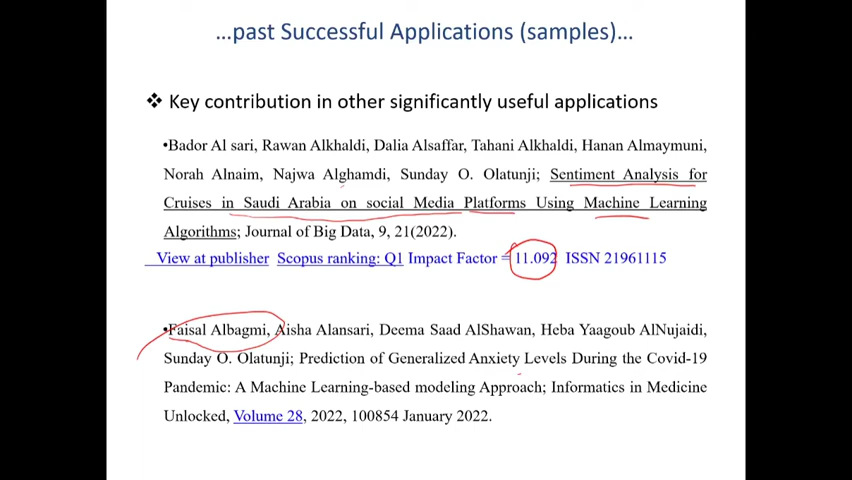 ...past Successful Applications (samples)...
❖ Key contribution in other significantly useful applications
•Bador Al sari, Rawan Alkhaldi, Dalia Alsaffar, Tahani Alkhaldi, Hanan Almaymuni,
Norah Alnaim, Najwa Alghamdi, Sunday O. Olatunji; Sentiment Analysis for
Cruises in Saudi Arabia on social Media Platforms Using Machine Learning
Algorithms; Journal of Big Data, 9, 21(2022).
View at publisher Scopus ranking: Q1 Impact Factor = 11.092 ISSN 21961115
•Faisal Albagmi, Aisha Alansari, Deema Saad AlShawan, Heba Yaagoub AlNujaidi,
Sunday O. Olatunji; Prediction of Generalized Anxiety Levels During the Covid-19
Pandemic: A Machine Learning-based modeling Approach; Informatics in Medicine
Unlocked, Volume 28, 2022, 100854 January 2022.